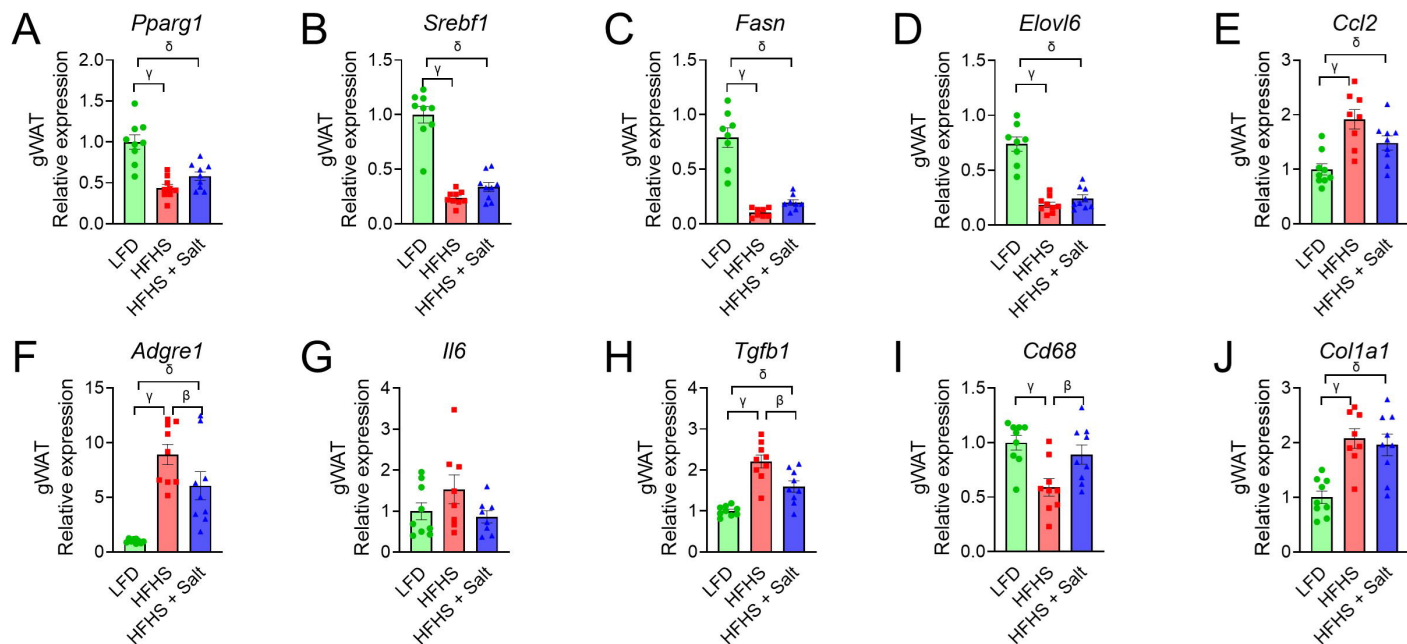 A
Pparg1
gWAT
Relative expression
2.0
1.5
1.0
0.5
0.0
γ
LFD
HFHS
HFHS + Salt
B
Srebf1
gWAT
Relative expression
1.5
1.0
0.5
0.0
δ
γ
LFD
HFHS
HFHS + Salt
C
Fasn
gWAT
Relative expression
1.5
1.0
0.5
0.0
δ
γ
LFD
HFHS
HFHS + Salt
D
Elovl6
gWAT
Relative expression
1.5
1.0
0.5
0.0
δ
γ
LFD
HFHS
HFHS + Salt
E
Ccl2
gWAT
Relative expression
3
2
1
0
δ
γ
LFD
HFHS
HFHS + Salt
F
Adgre1
gWAT
Relative expression
15
10
5
0
δ
γ
β
LFD
HFHS
HFHS + Salt
G
Il6
gWAT
Relative expression
4
3
2
1
0
LFD
HFHS
HFHS + Salt
H
Tgfb1
gWAT
Relative expression
4
3
2
1
0
δ
γ
β
LFD
HFHS
HFHS + Salt
I
Cd68
gWAT
Relative expression
1.5
1.0
0.5
0.0
γ
β
LFD
HFHS
HFHS + Salt
J
Col1a1
gWAT
Relative expression
3
2
1
0
δ
γ
LFD
HFHS
HFHS + Salt